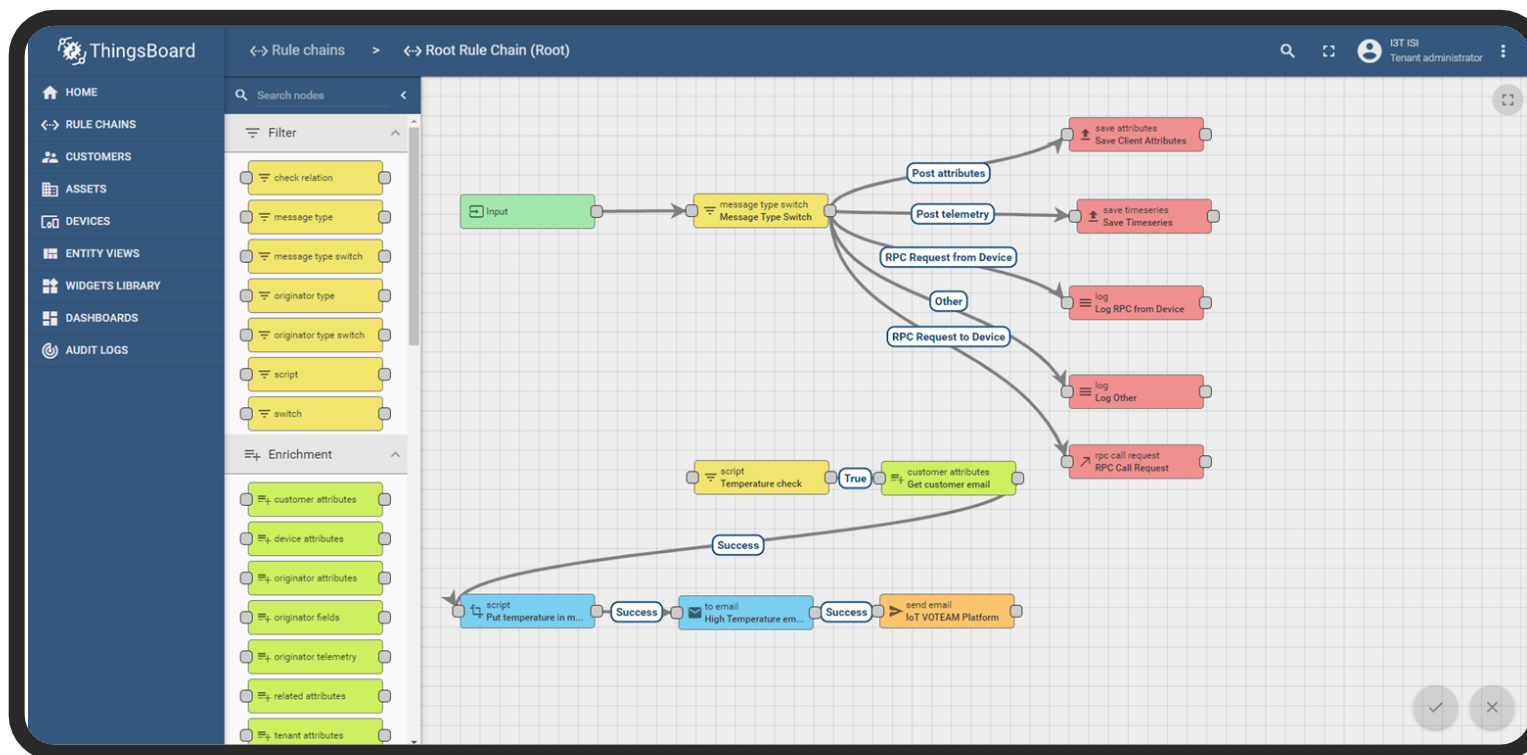 ThingsBoard
Rule chains > Root Rule Chain (Root)
I3T ISI
Tenant administrator
HOME
RULE CHAINS
CUSTOMERS
ASSETS
DEVICES
ENTITY VIEWS
WIDGETS LIBRARY
DASHBOARDS
AUDIT LOGS
Search nodes
Filter
check relation
message type
message type switch
originator type
originator type switch
script
switch
Enrichment
customer attributes
device attributes
originator attributes
originator fields
originator telemetry
related attributes
tenant attributes
Input
message type switch
Message Type Switch
Post attributes
Post telemetry
RPC Request from Device
Other
RPC Request to Device
save attributes
Save Client Attributes
save timeseries
Save Timeseries
log
Log RPC from Device
log
Log Other
rpc call request
RPC Call Request
script
Temperature check
True
customer attributes
Get customer email
Success
script
Put temperature in m...
Success
to email
High Temperature em...
Success
send email
IoT VOTEAM Platform